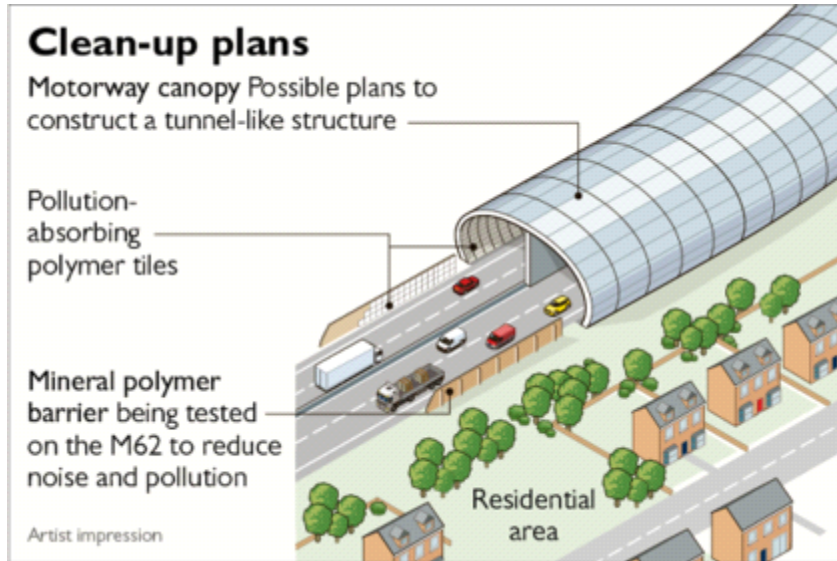 Clean-up plans
Motorway canopy Possible plans to
construct a tunnel-like structure
Pollution-
absorbing
polymer tiles
Mineral polymer
barrier being tested
on the M62 to reduce
noise and pollution
Residential
area
Artist impression